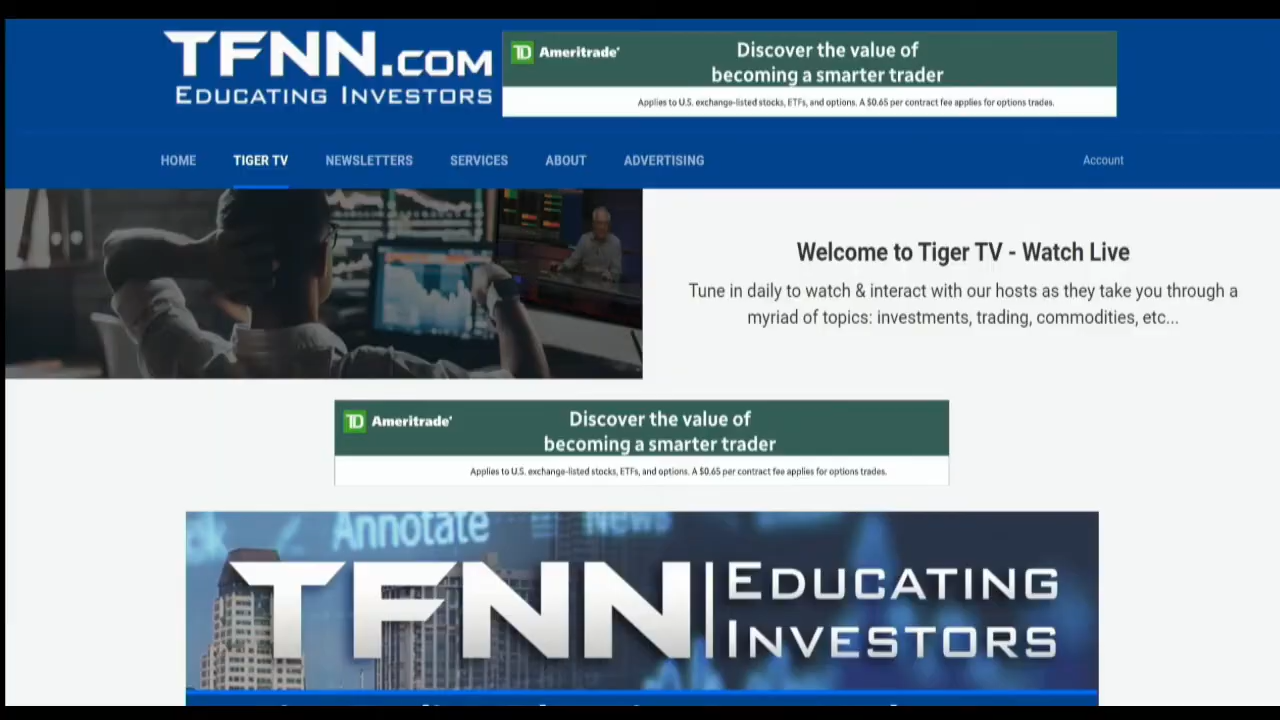 TFNN.COM
EDUCATING INVESTORS
TD Ameritrade
Discover the value of
becoming a smarter trader
Applies to U.S. exchange-listed stocks, ETFs, and options. A $0.65 per contract fee applies for options trades.
HOME TIGER TV NEWSLETTERS SERVICES ABOUT ADVERTISING Account
Welcome to Tiger TV - Watch Live
Tune in daily to watch & interact with our hosts as they take you through a
myriad of topics: investments, trading, commodities, etc...
TD Ameritrade
Discover the value of
becoming a smarter trader
Applies to U.S. exchange-listed stocks, ETFs, and options. A $0.65 per contract fee applies for options trades.
Annotate News
TFNN EDUCATING
INVESTORS